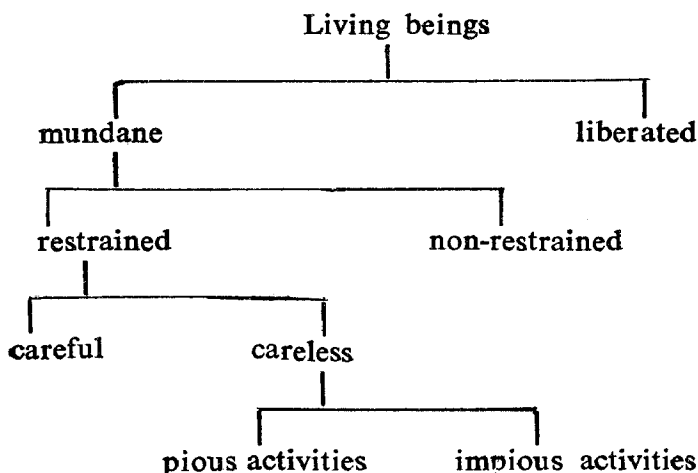 Living beings
mundane liberated
restrained non-restrained
careful careless
pious activities impious activities